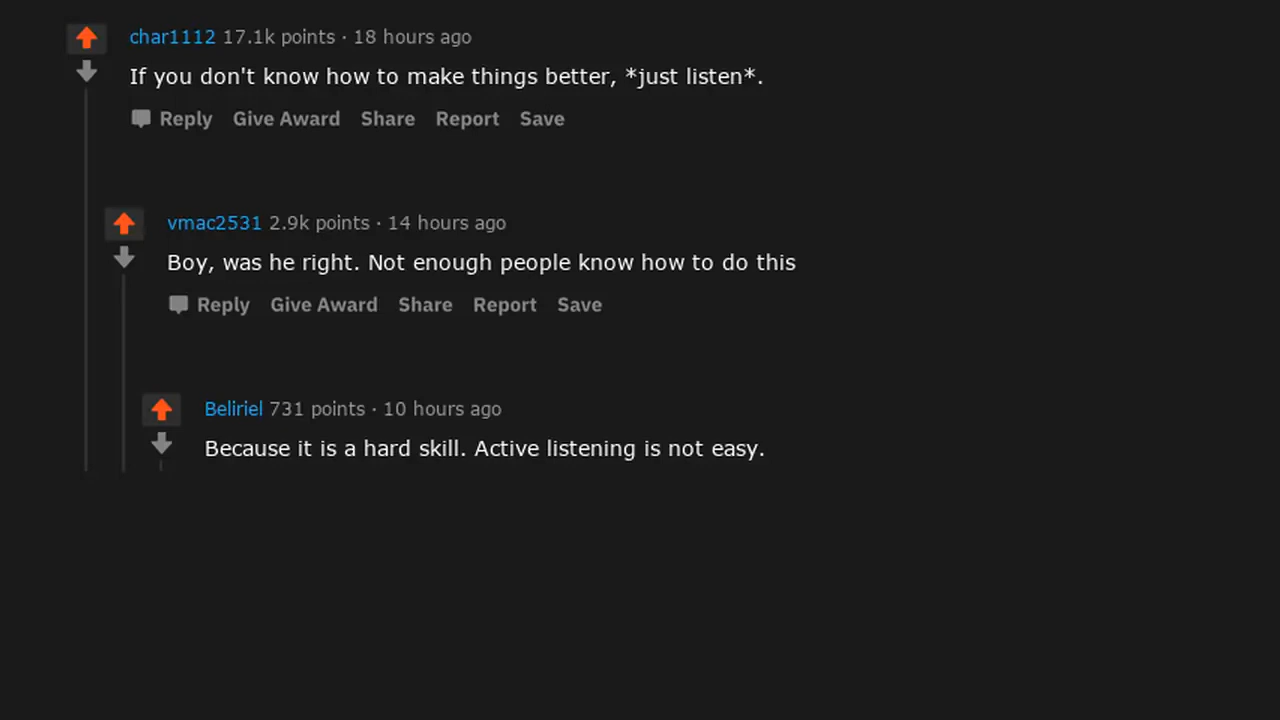 char1112 17.1k points · 18 hours ago
If you don't know how to make things better, *just listen*.
Reply Give Award Share Report Save
vmac2531 2.9k points · 14 hours ago
Boy, was he right. Not enough people know how to do this
Reply Give Award Share Report Save
Beliriel 731 points · 10 hours ago
Because it is a hard skill. Active listening is not easy.